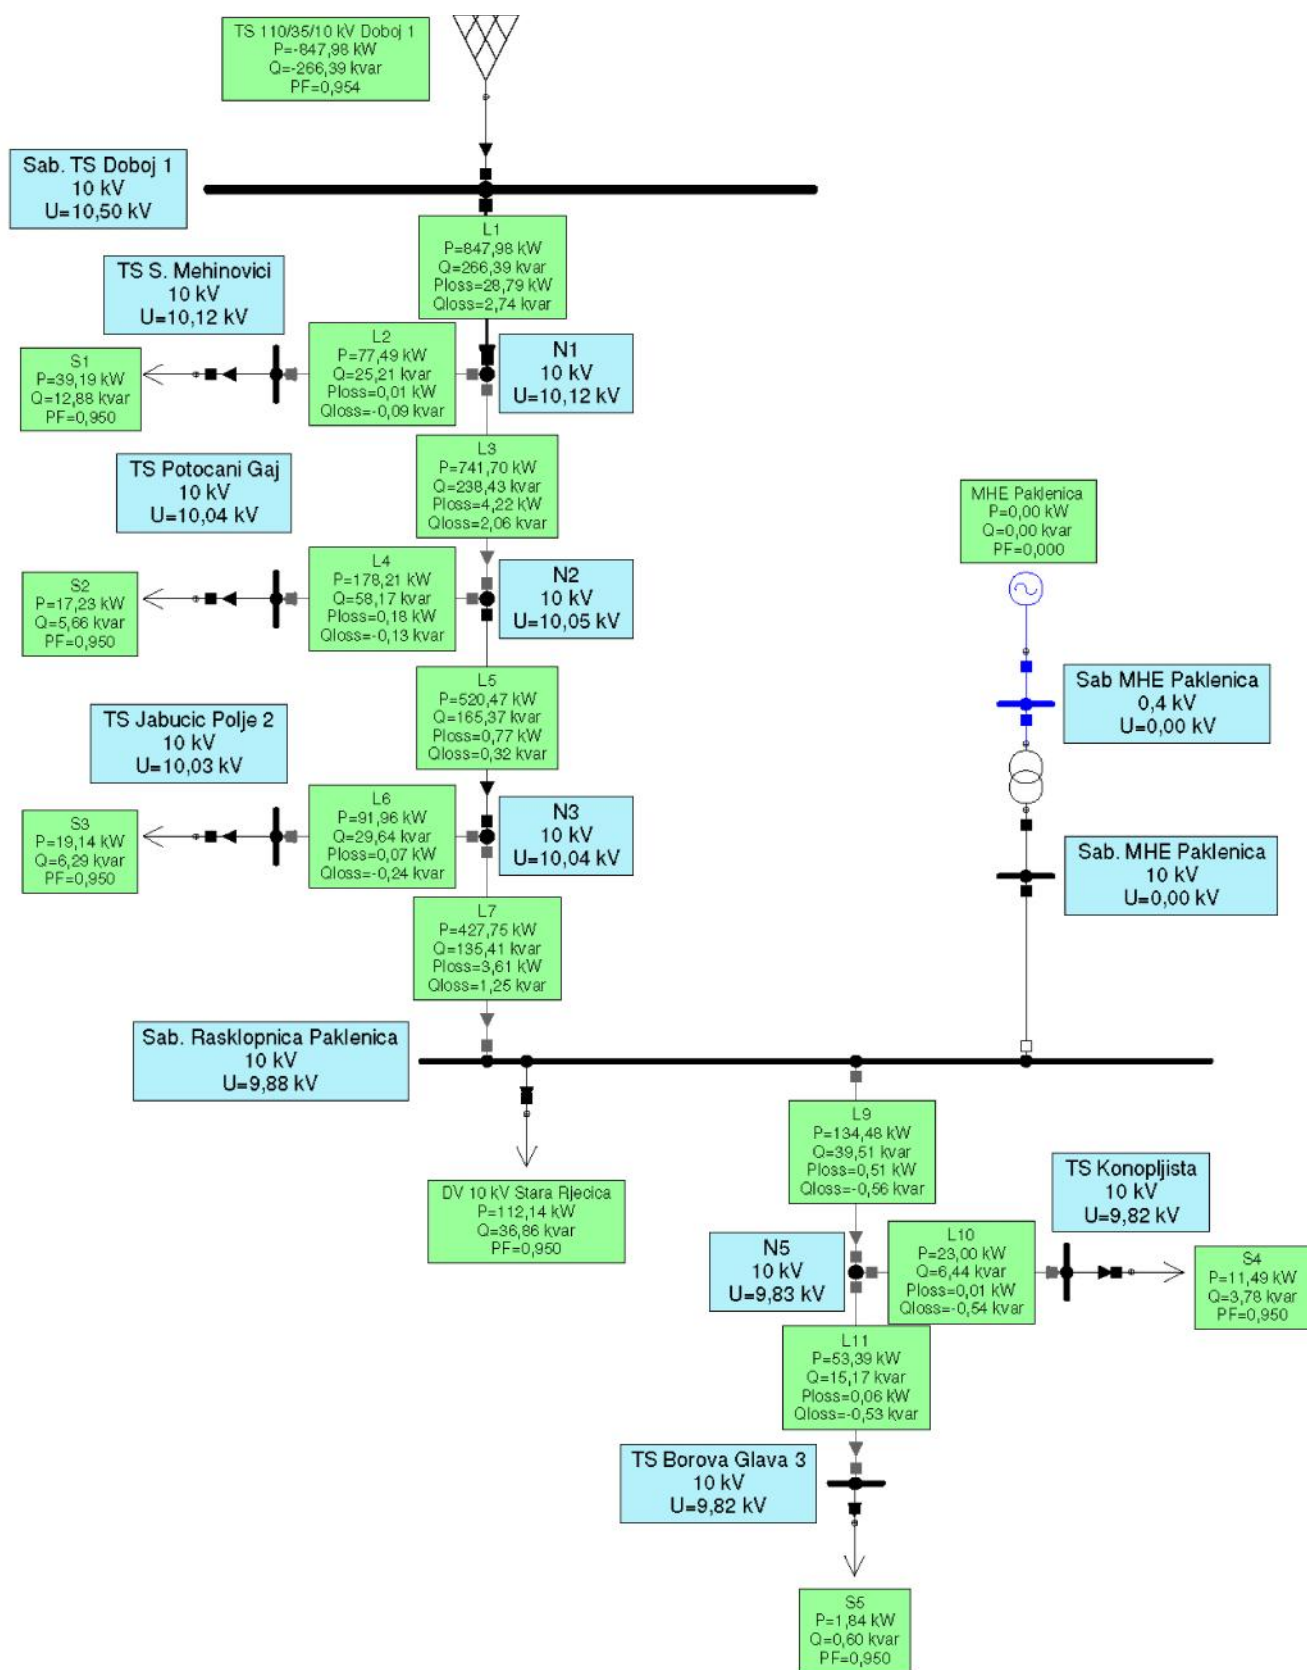 TS 110/35/10 kV Doboj 1
P=-847,98 kW
Q=-266,39 kvar
PF=0,954
Sab. TS Doboj 1
10 kV
U=10,50 kV
L1
P=847,98 kW
Q=266,39 kvar
Ploss=28,79 kW
Qloss=2,74 kvar
TS S. Mehinovici
10 kV
U=10,12 kV
S1
P=39,19 kW
Q=12,88 kvar
PF=0,950
L2
P=77,49 kW
Q=25,21 kvar
Ploss=0,01 kW
Qloss=-0,09 kvar
N1
10 kV
U=10,12 kV
L3
P=741,70 kW
Q=238,43 kvar
Ploss=4,22 kW
Qloss=2,06 kvar
TS Potocani Gaj
10 kV
U=10,04 kV
MHE Paklenica
P=0,00 kW
Q=0,00 kvar
PF=0,000
S2
P=17,23 kW
Q=5,66 kvar
PF=0,950
L4
P=178,21 kW
Q=58,17 kvar
Ploss=0,18 kW
Qloss=-0,13 kvar
N2
10 kV
U=10,05 kV
L5
P=520,47 kW
Q=165,37 kvar
Ploss=0,77 kW
Qloss=0,32 kvar
Sab MHE Paklenica
0,4 kV
U=0,00 kV
TS Jabucic Polje 2
10 kV
U=10,03 kV
S3
P=19,14 kW
Q=6,29 kvar
PF=0,950
L6
P=91,96 kW
Q=29,64 kvar
Ploss=0,07 kW
Qloss=-0,24 kvar
N3
10 kV
U=10,04 kV
Sab. MHE Paklenica
10 kV
U=0,00 kV
L7
P=427,75 kW
Q=135,41 kvar
Ploss=3,61 kW
Qloss=1,25 kvar
Sab. Rasklopnica Paklenica
10 kV
U=9,88 kV
L9
P=134,48 kW
Q=39,51 kvar
Ploss=0,51 kW
Qloss=-0,56 kvar
DV 10 kV Stara Rjecica
P=112,14 kW
Q=36,86 kvar
PF=0,950
TS Konopljista
10 kV
U=9,82 kV
N5
10 kV
U=9,83 kV
L10
P=23,00 kW
Q=6,44 kvar
Ploss=0,01 kW
Qloss=-0,54 kvar
S4
P=11,49 kW
Q=3,78 kvar
PF=0,950
L11
P=53,39 kW
Q=15,17 kvar
Ploss=0,06 kW
Qloss=-0,53 kvar
TS Borova Glava 3
10 kV
U=9,82 kV
S5
P=1,84 kW
Q=0,60 kvar
PF=0,950